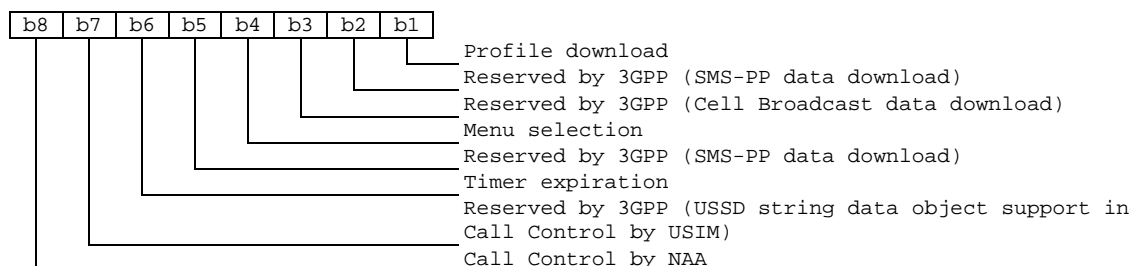 b8 b7 b6 b5 b4 b3 b2 b1
Profile download
Reserved by 3GPP (SMS-PP data download)
Reserved by 3GPP (Cell Broadcast data download)
Menu selection
Reserved by 3GPP (SMS-PP data download)
Timer expiration
Reserved by 3GPP (USSD string data object support in
Call Control by USIM)
Call Control by NAA